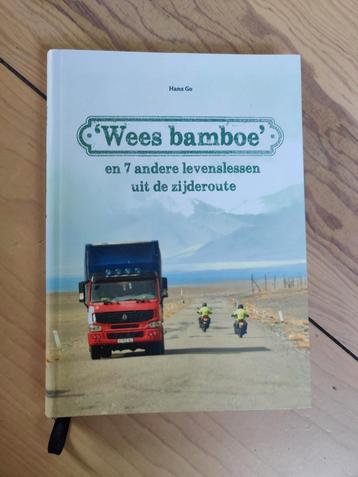 Hans Go
'Wees bamboe'
en 7 andere levenslessen
uit de zijderoute